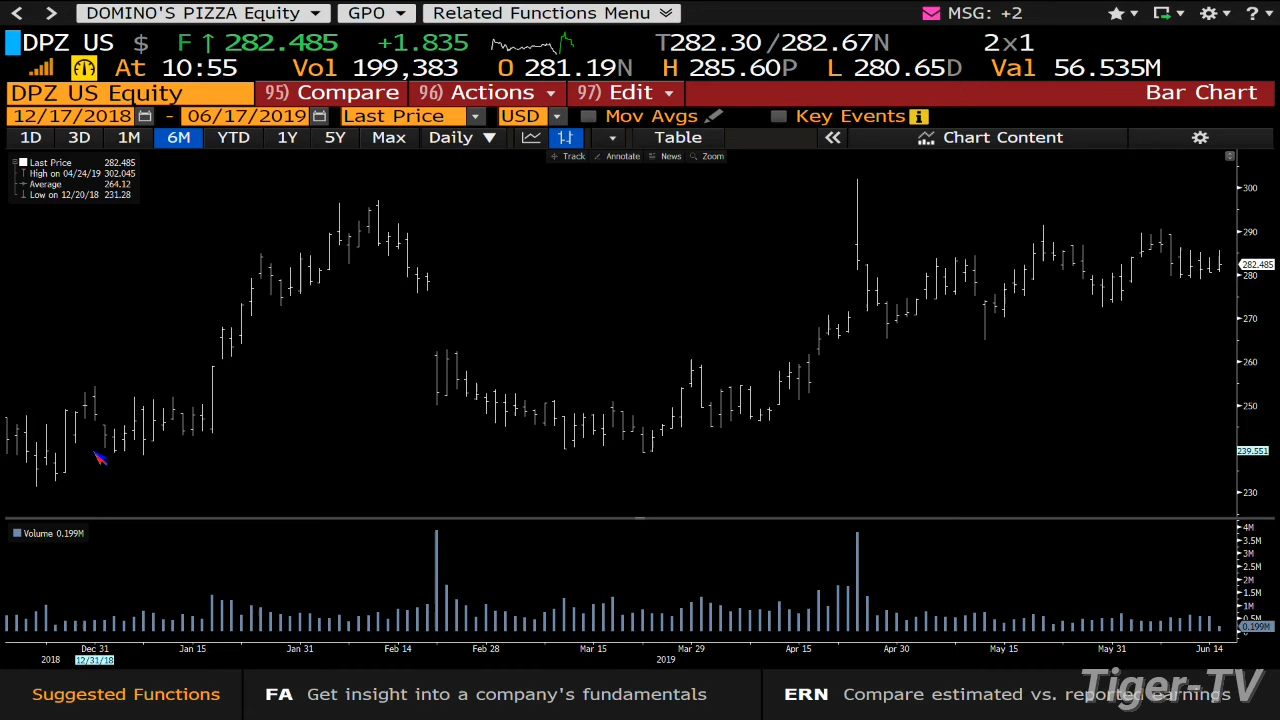 DOMINO'S PIZZA Equity GPO Related Functions Menu MSG: +2 ?
DPZ US $ F ↑ 282.485 +1.835 T282.30 /282.67N 2x1
At 10:55 Vol 199,383 O 281.19N H 285.60P L 280.65D Val 56.535M
DPZ US Equity 95) Compare 96) Actions 97) Edit Bar Chart
12/17/2018 - 06/17/2019 Last Price USD Mov Avgs Key Events i
1D 3D 1M 6M YTD 1Y 5Y Max Daily ▼ Table « Chart Content
Track Annotate News Zoom
Last Price 282.485
High on 04/24/19 302.045
Average 264.12
Low on 12/20/18 231.28
300
290
282.485
280
270
260
250
239.551
230
Volume 0.199M
4M
3.5M
3M
2.5M
2M
1.5M
1M
0.5M
0.199M
0
Dec 31 Jan 15 Jan 31 Feb 14 Feb 28 Mar 15 Mar 29 Apr 15 Apr 30 May 15 May 31 Jun 14
2018 12/31/18 2019
Suggested Functions FA Get insight into a company's fundamentals ERN Compare estimated vs. reported earnings
Tiger-TV